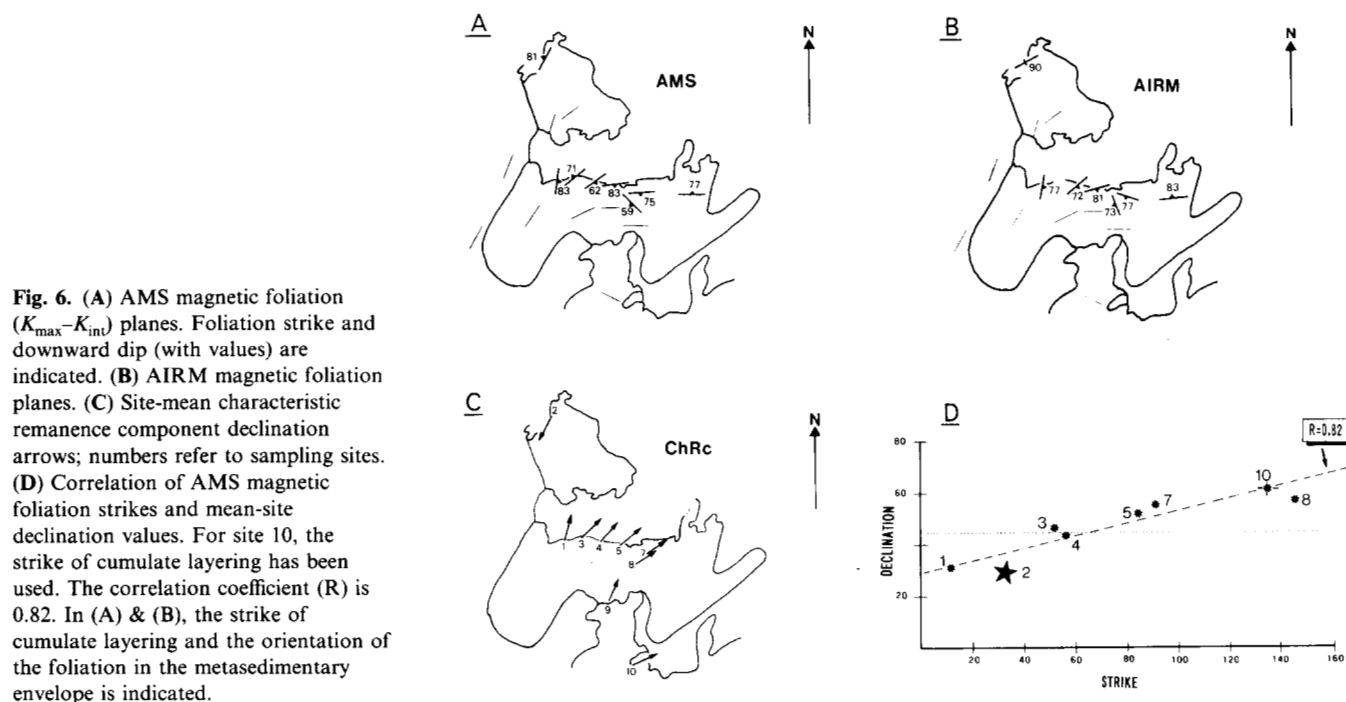 A
N
AMS
81
71
83
62
83
59
75
77
B
N
AIRM
90
77
72
81
73
77
83
Fig. 6. (A) AMS magnetic foliation
(Kmax–Kint) planes. Foliation strike and
downward dip (with values) are
indicated. (B) AIRM magnetic foliation
planes. (C) Site-mean characteristic
remanence component declination
arrows; numbers refer to sampling sites.
(D) Correlation of AMS magnetic
foliation strikes and mean-site
declination values. For site 10, the
strike of cumulate layering has been
used. The correlation coefficient (R) is
0.82. In (A) & (B), the strike of
cumulate layering and the orientation of
the foliation in the metasedimentary
envelope is indicated.
C
N
ChRc
2
1
3
4
5
7
8
9
10
D
R=0.82
80
60
40
20
DECLINATION
1
2
3
4
5
7
10
8
20
40
60
80
100
120
140
160
STRIKE